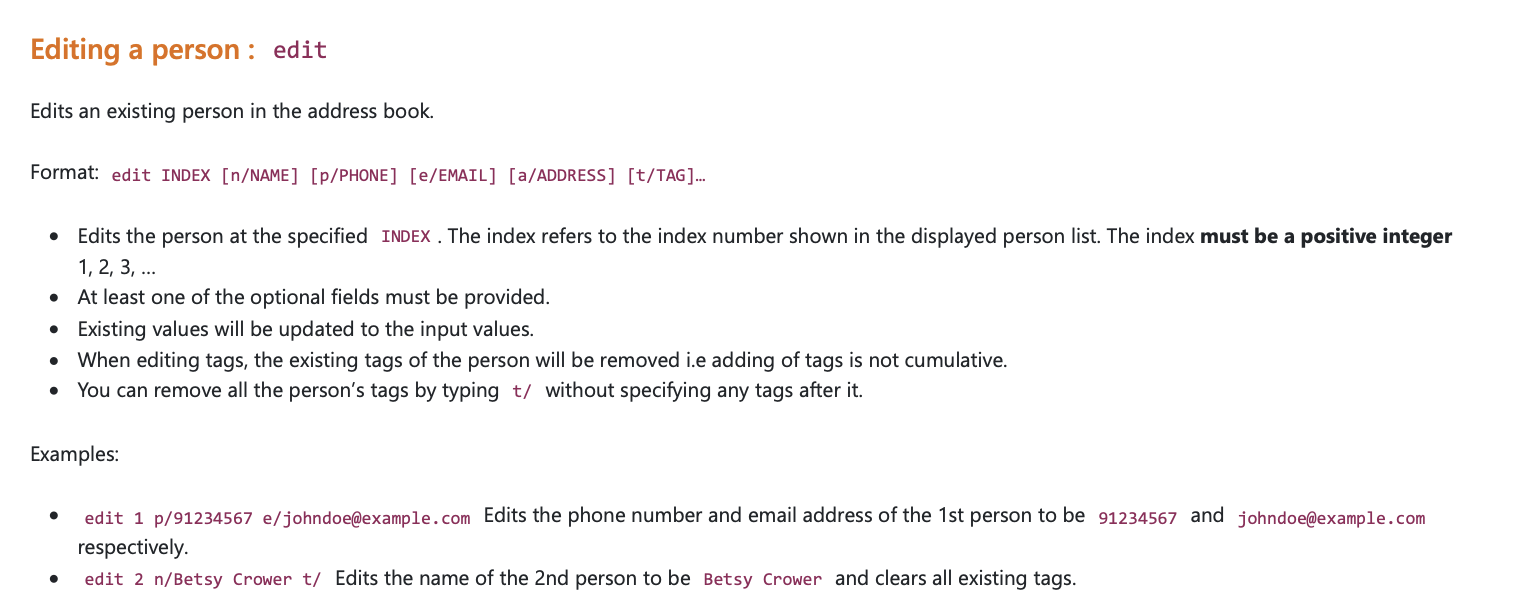 Editing a person : edit
Edits an existing person in the address book.
Format: edit INDEX [n/NAME] [p/PHONE] [e/EMAIL] [a/ADDRESS] [t/TAG]…
• Edits the person at the specified INDEX . The index refers to the index number shown in the displayed person list. The index must be a positive integer
1, 2, 3, …
• At least one of the optional fields must be provided.
• Existing values will be updated to the input values.
• When editing tags, the existing tags of the person will be removed i.e adding of tags is not cumulative.
• You can remove all the person’s tags by typing t/ without specifying any tags after it.
Examples:
• edit 1 p/91234567 e/johndoe@example.com Edits the phone number and email address of the 1st person to be 91234567 and johndoe@example.com
respectively.
• edit 2 n/Betsy Crower t/ Edits the name of the 2nd person to be Betsy Crower and clears all existing tags.